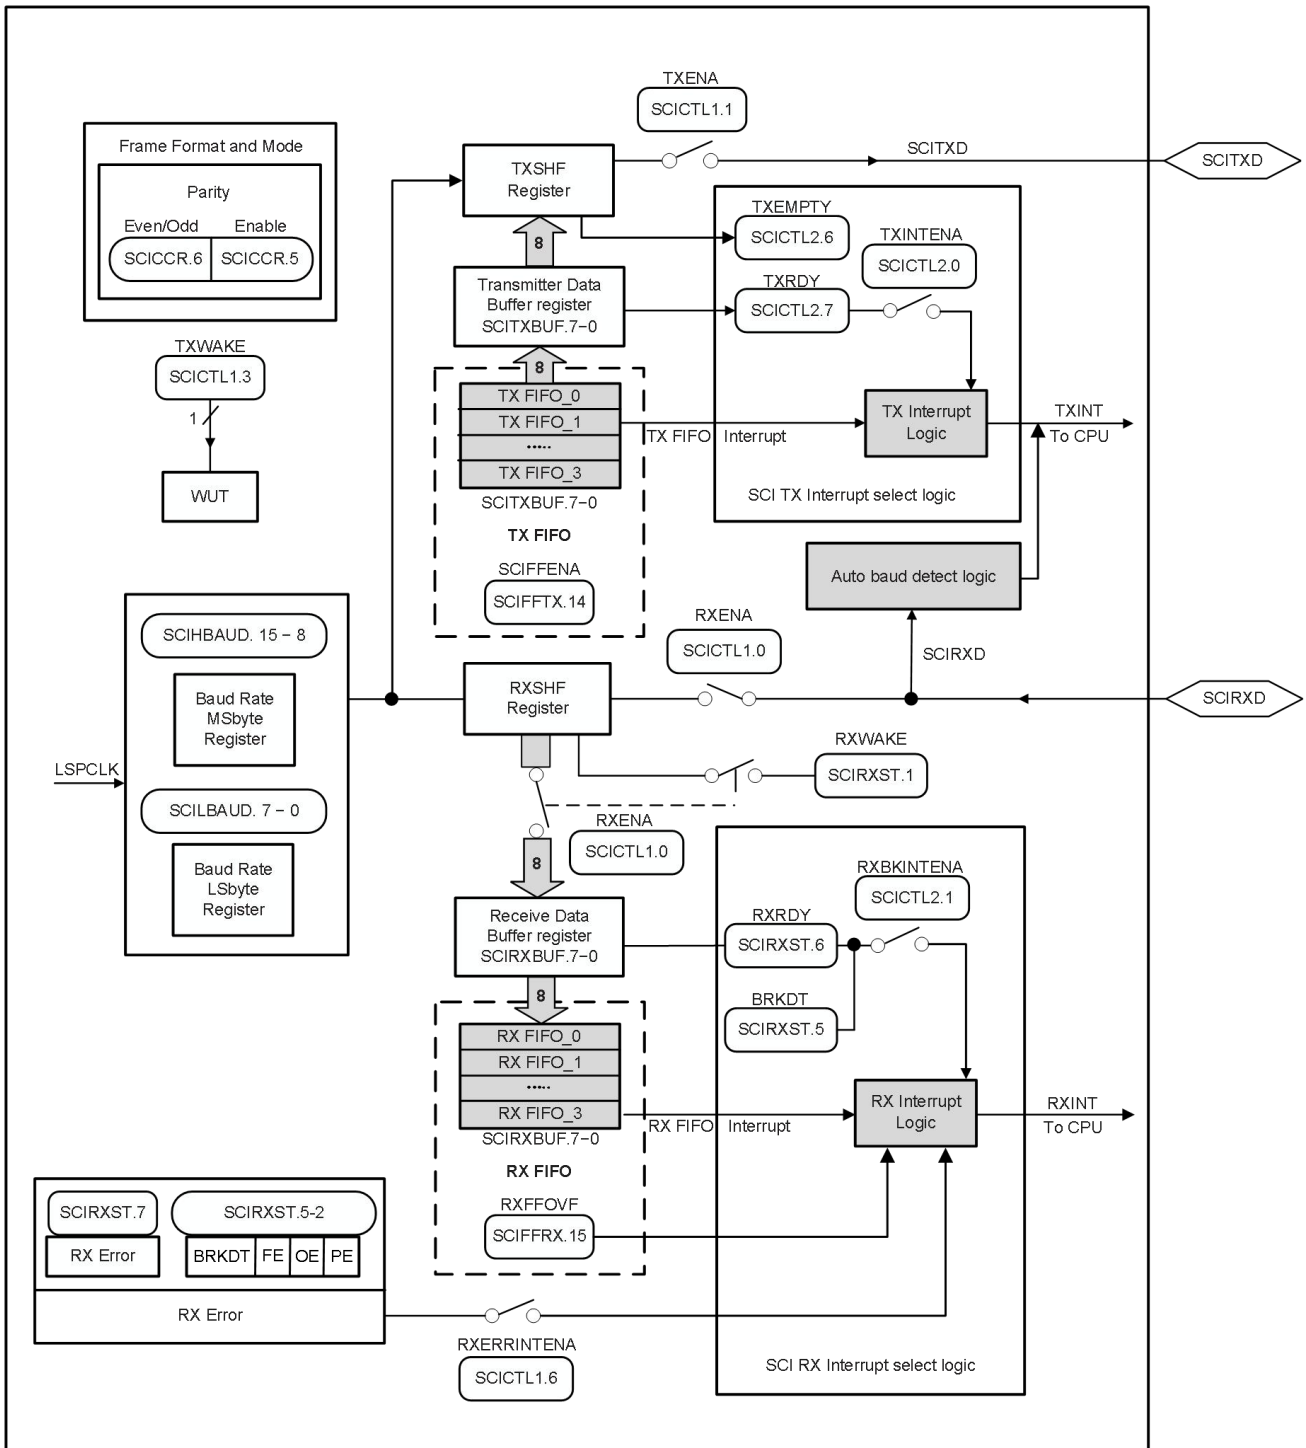 TXENA
SCICTL1.1
Frame Format and Mode
Parity
Even/Odd Enable
SCICCR.6 SCICCR.5
TXWAKE
SCICTL1.3
1
WUT
TXSHF
Register
8
Transmitter Data
Buffer register
SCITXBUF.7−0
8
TX FIFO_0
TX FIFO_1
.....
TX FIFO_3
SCITXBUF.7−0
TX FIFO
SCIFFENA
SCIFFTX.14
SCITXD
SCITXD
TXEMPTY
SCICTL2.6
TXINTENA
SCICTL2.0
TXRDY
SCICTL2.7
TX FIFO Interrupt
TX Interrupt
Logic
TXINT
To CPU
SCI TX Interrupt select logic
Auto baud detect logic
RXENA
SCICTL1.0
SCIRXD
SCIRXD
LSPCLK
SCIHBAUD. 15 − 8
Baud Rate
MSbyte
Register
SCILBAUD. 7 − 0
Baud Rate
LSbyte
Register
RXSHF
Register
RXWAKE
SCIRXST.1
RXENA
SCICTL1.0
8
Receive Data
Buffer register
SCIRXBUF.7−0
8
RX FIFO_0
RX FIFO_1
.....
RX FIFO_3
SCIRXBUF.7−0
RX FIFO
RXFFOVF
SCIFFRX.15
RXBKINTENA
SCICTL2.1
RXRDY
SCIRXST.6
BRKDT
SCIRXST.5
RX FIFO Interrupt
RX Interrupt
Logic
RXINT
To CPU
SCI RX Interrupt select logic
SCIRXST.7 SCIRXST.5-2
RX Error BRKDT FE OE PE
RX Error
RXERRINTENA
SCICTL1.6